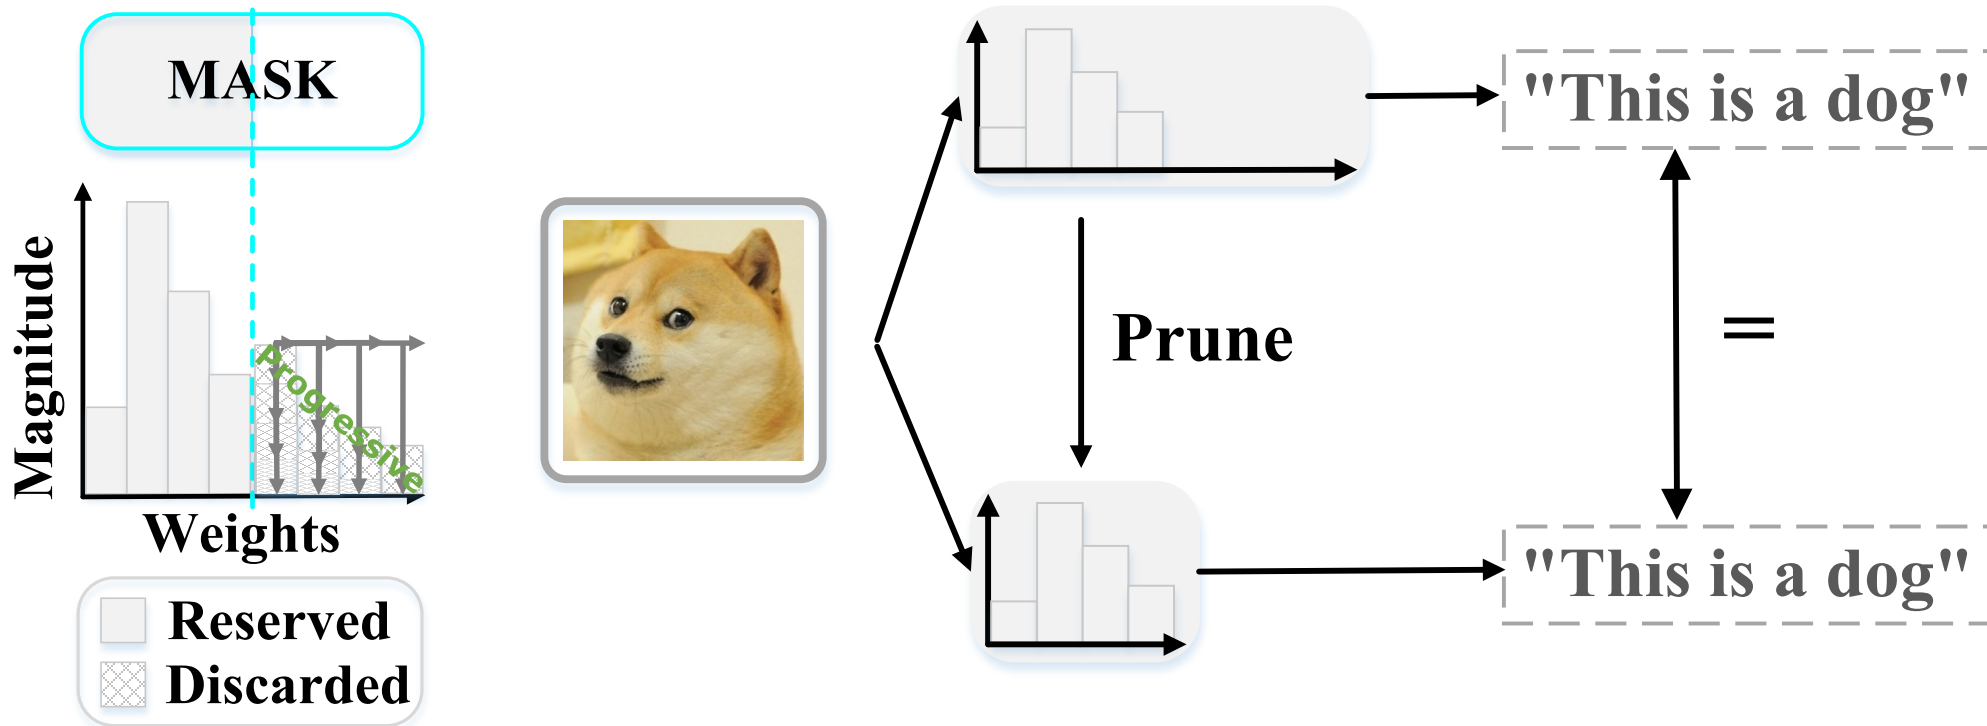 MASK
Magnitude
Progressive
Weights
Reserved
Discarded
Prune
"This is a dog"
=
"This is a dog"